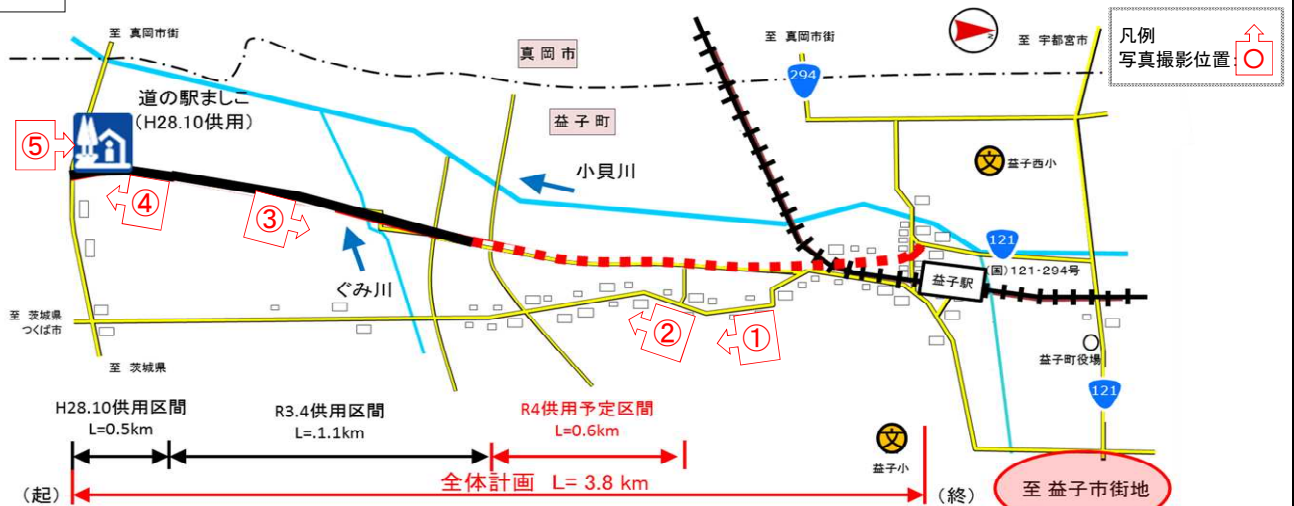 至 真岡市街
真岡市
至 真岡市街
N
至 宇都宮市
凡例
写真撮影位置:
294
道の駅ましこ
(H28.10供用)
益子町
⑤
文
益子西小
小貝川
④
③
121
(国)121・294号
益子駅
ぐみ川
至 茨城県
つくば市
②
①
益子町役場
至 茨城県
121
H28.10供用区間
L=0.5km
R3.4供用区間
L=.1.1km
R4供用予定区間
L=0.6km
文
益子小
全体計画 L= 3.8 km
(起)
(終)
至 益子市街地